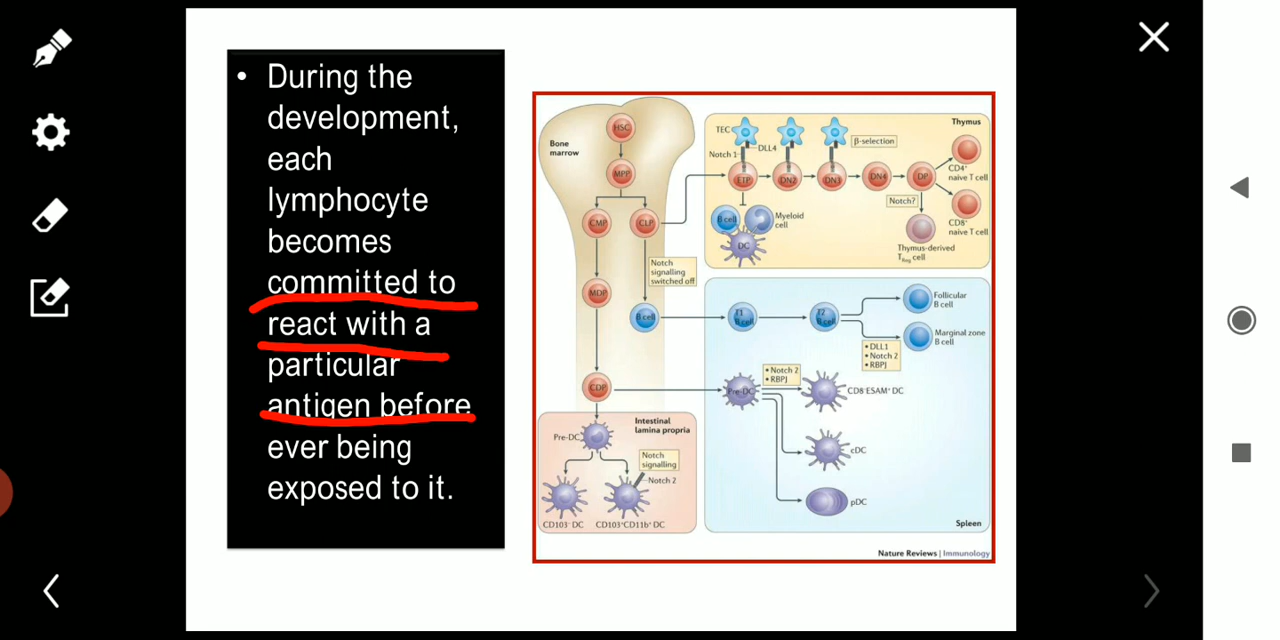 • During the
development,
each
lymphocyte
becomes
committed to
react with a
particular
antigen before
ever being
exposed to it.
Bone
marrow
HSC
MPP
CMP
CLP
Notch
signalling
switched off
MDP
B cell
CDP
Thymus
TEC
DLL4
Notch 1
β-selection
ETP
DN2
DN3
DN4
DP
CD4⁺
naive T cell
CD8⁺
naive T cell
Notch?
Thymus-derived
TReg cell
B cell
Myeloid
cell
DC
T1
B cell
T2
B cell
Follicular
B cell
Marginal zone
B cell
• DLL1
• Notch 2
• RBPJ
Pre-DC
• Notch 2
• RBPJ
CD8⁻ESAM⁺ DC
cDC
pDC
Spleen
Intestinal
lamina propria
Pre-DC
Notch
signalling
Notch 2
CD103⁻ DC
CD103⁺CD11b⁺ DC
Nature Reviews | Immunology